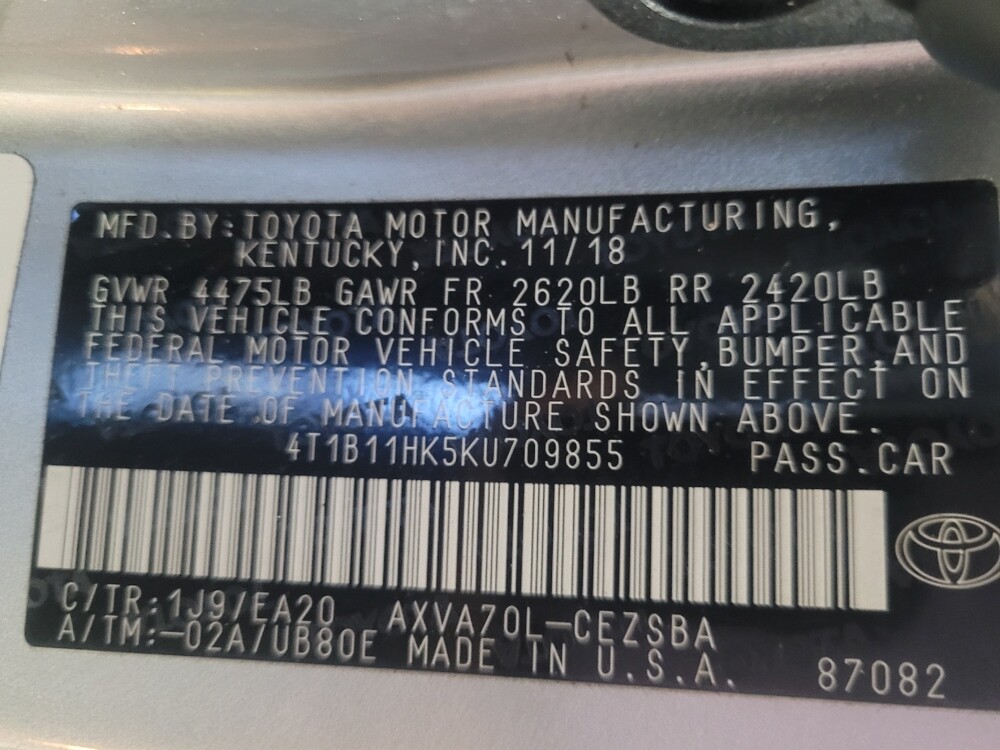 MFD.BY:TOYOTA MOTOR MANUFACTURING,
KENTUCKY,INC.11/18
GVWR 4475LB GAWR FR 2620LB RR 2420LB
THIS VEHICLE CONFORMS TO ALL APPLICABLE
FEDERAL MOTOR VEHICLE SAFETY,BUMPER,AND
THEFT PREVENTION STANDARDS IN EFFECT ON
THE DATE OF MANUFACTURE SHOWN ABOVE.
4T1B11HK5KU709855 PASS.CAR
C/TR:1J9/EA20 AXVA70L-CEZSBA
A/TM:-02A/UB80E MADE IN U.S.A. 87082